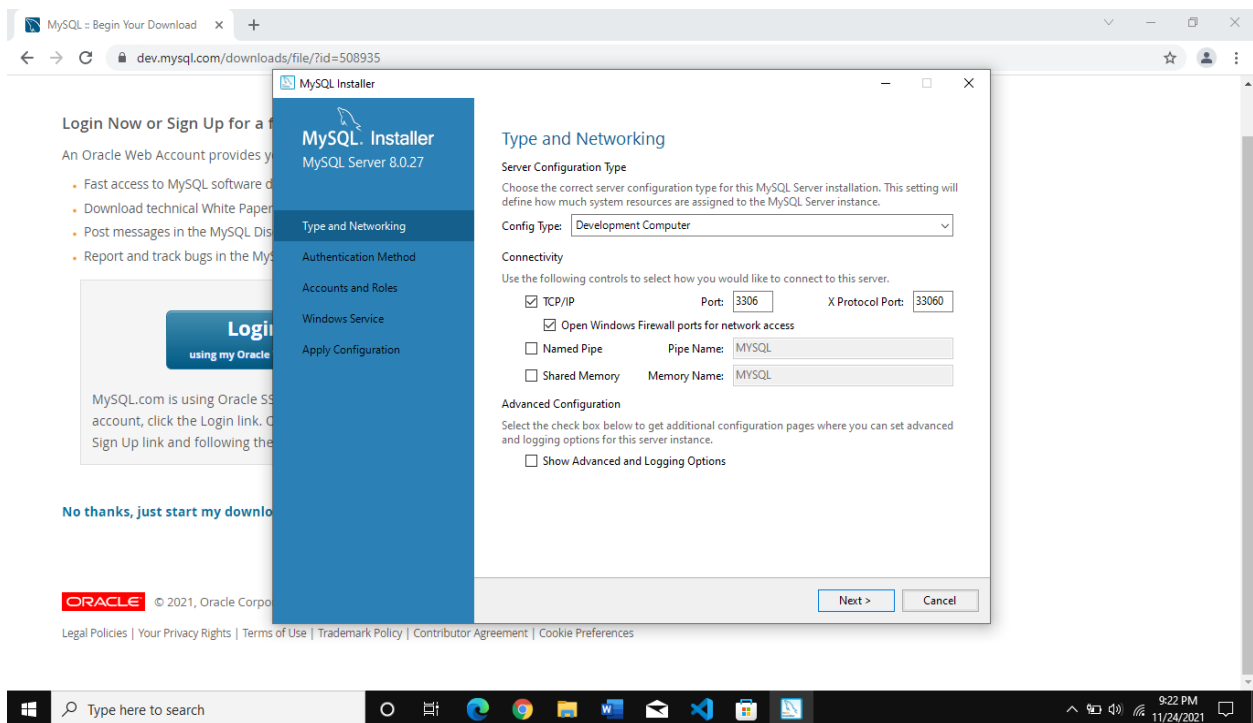 MySQL :: Begin Your Download
dev.mysql.com/downloads/file/?id=508935
Login Now or Sign Up for a f
An Oracle Web Account provides y
Fast access to MySQL software d
Download technical White Paper
Post messages in the MySQL Dis
Report and track bugs in the MyS
Logi
using my Oracle
MySQL.com is using Oracle SS
account, click the Login link. O
Sign Up link and following the
No thanks, just start my downlo
ORACLE © 2021, Oracle Corpo
Legal Policies | Your Privacy Rights | Terms of Use | Trademark Policy | Contributor Agreement | Cookie Preferences
MySQL Installer
MySQL. Installer
MySQL Server 8.0.27
Type and Networking
Authentication Method
Accounts and Roles
Windows Service
Apply Configuration
Type and Networking
Server Configuration Type
Choose the correct server configuration type for this MySQL Server installation. This setting will
define how much system resources are assigned to the MySQL Server instance.
Config Type: Development Computer
Connectivity
Use the following controls to select how you would like to connect to this server.
TCP/IP Port: 3306 X Protocol Port: 33060
Open Windows Firewall ports for network access
Named Pipe Pipe Name: MYSQL
Shared Memory Memory Name: MYSQL
Advanced Configuration
Select the check box below to get additional configuration pages where you can set advanced
and logging options for this server instance.
Show Advanced and Logging Options
Next > Cancel
Type here to search
9:22 PM
11/24/2021